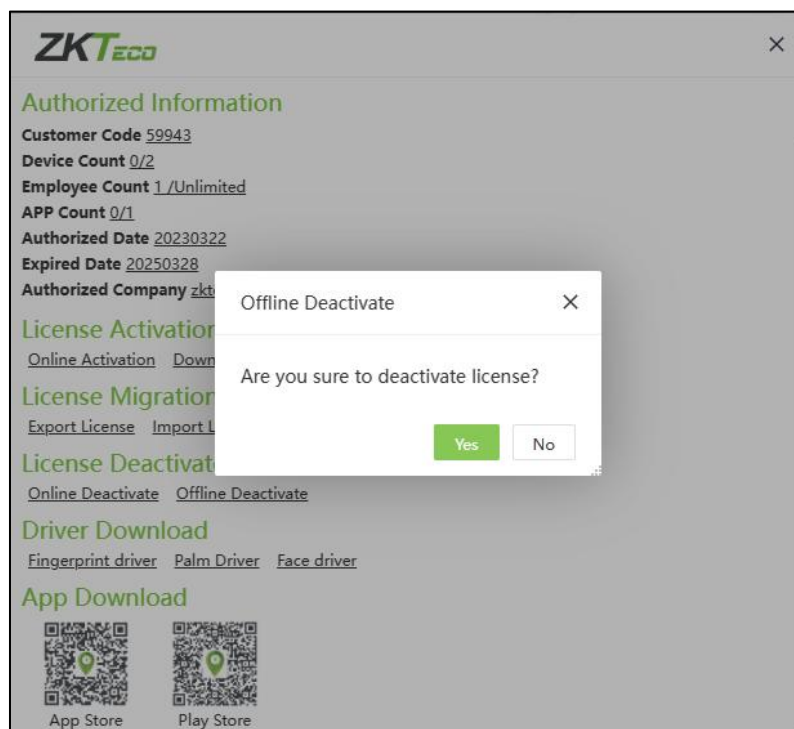 ZKTeco
Authorized Information
Customer Code 59943
Device Count 0/2
Employee Count 1 /Unlimited
APP Count 0/1
Authorized Date 20230322
Expired Date 20250328
Authorized Company
Offline Deactivate
Are you sure to deactivate license?
Yes No
License Activation
Online Activation
License Migration
Export License Import
License
Online Deactivate Offline Deactivate
Driver Download
Fingerprint driver Palm Driver Face driver
App Download
App Store Play Store